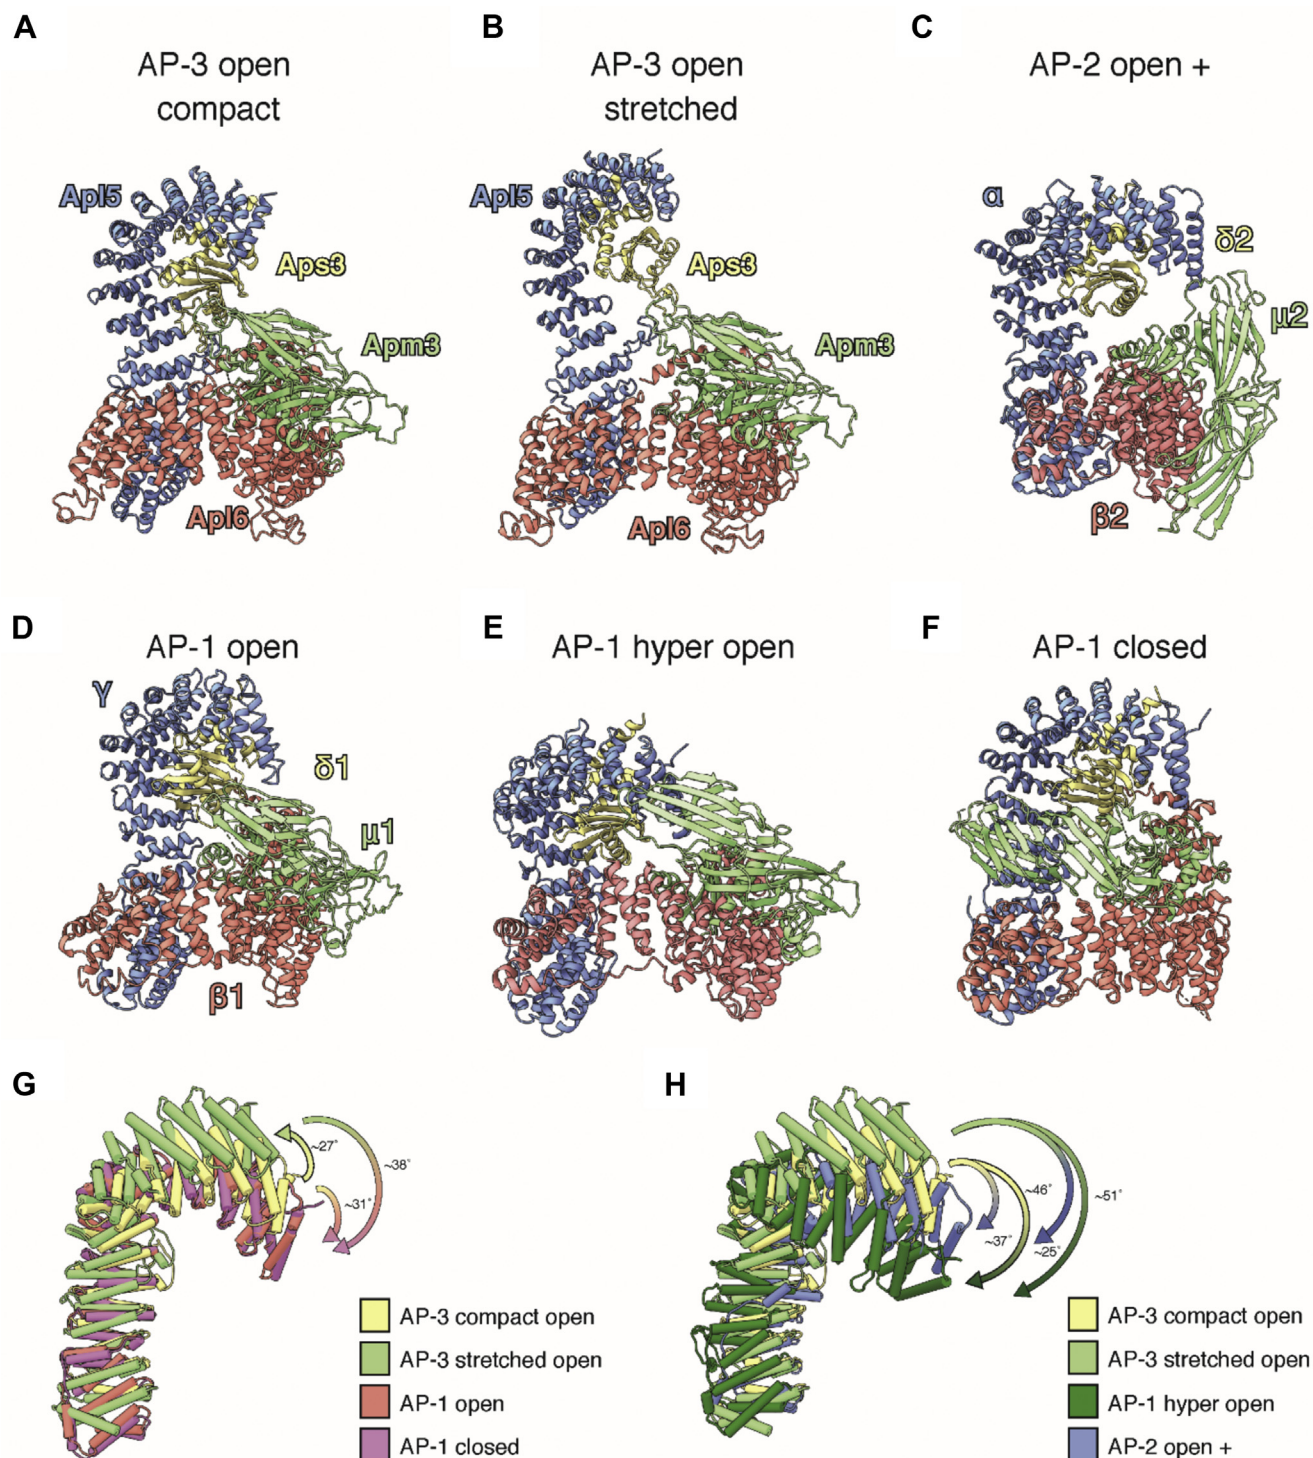 A
AP-3 open
compact
Apl5
Aps3
Apm3
Apl6
B
AP-3 open
stretched
Apl5
Aps3
Apm3
Apl6
C
AP-2 open +
α
δ2
μ2
β2
D
AP-1 open
γ
δ1
μ1
β1
E
AP-1 hyper open
F
AP-1 closed
G
~27°
~38°
~31°
AP-3 compact open
AP-3 stretched open
AP-1 open
AP-1 closed
H
~46°
~51°
~37°
~25°
AP-3 compact open
AP-3 stretched open
AP-1 hyper open
AP-2 open +